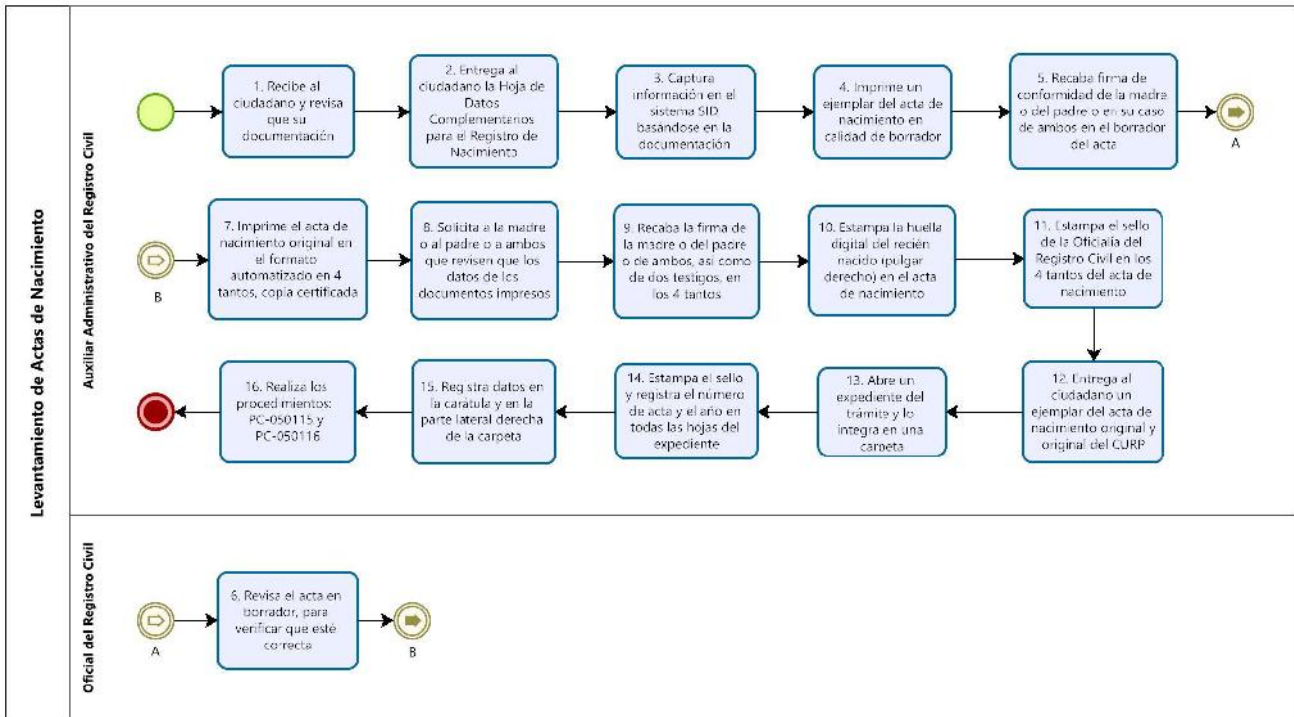 Levantamiento de Actas de Nacimiento
Auxiliar Administrativo del Registro Civil
1. Recibe al
ciudadano y revisa
que su
documentación
2. Entrega al
ciudadano la Hoja de
Datos
Complementarios
para el Registro de
Nacimiento
3. Captura
información en el
sistema SID
basándose en la
documentación
4. Imprime un
ejemplar del acta de
nacimiento en
calidad de borrador
5. Recaba firma de
conformidad de la madre
o del padre o en su caso
de ambos en el borrador
del acta
A
B
7. Imprime el acta de
nacimiento original en
el formato
automatizado en 4
tantos, copia certificada
8. Solicita a la madre
o al padre o a ambos
que revisen que los
datos de los
documentos impresos
9. Recaba la firma de
la madre o del padre
o de ambos, así como
de dos testigos, en
los 4 tantos
10. Estampa la huella
digital del recién
nacido (pulgar
derecho) en el acta
de nacimiento
11. Estampa el sello
de la Oficialía del
Registro Civil en los
4 tantos del acta de
nacimiento
12. Entrega al
ciudadano un
ejemplar del acta de
nacimiento original y
original del CURP
13. Abre un
expediente del
trámite y lo
integra en una
carpeta
14. Estampa el sello
y registra el número
de acta y el año en
todas las hojas del
expediente
15. Registra datos en
la carátula y en la
parte lateral derecha
de la carpeta
16. Realiza los
procedimientos:
PC-050115 y
PC-050116
Oficial del Registro Civil
A
6. Revisa el acta en
borrador, para
verificar que esté
correcta
B